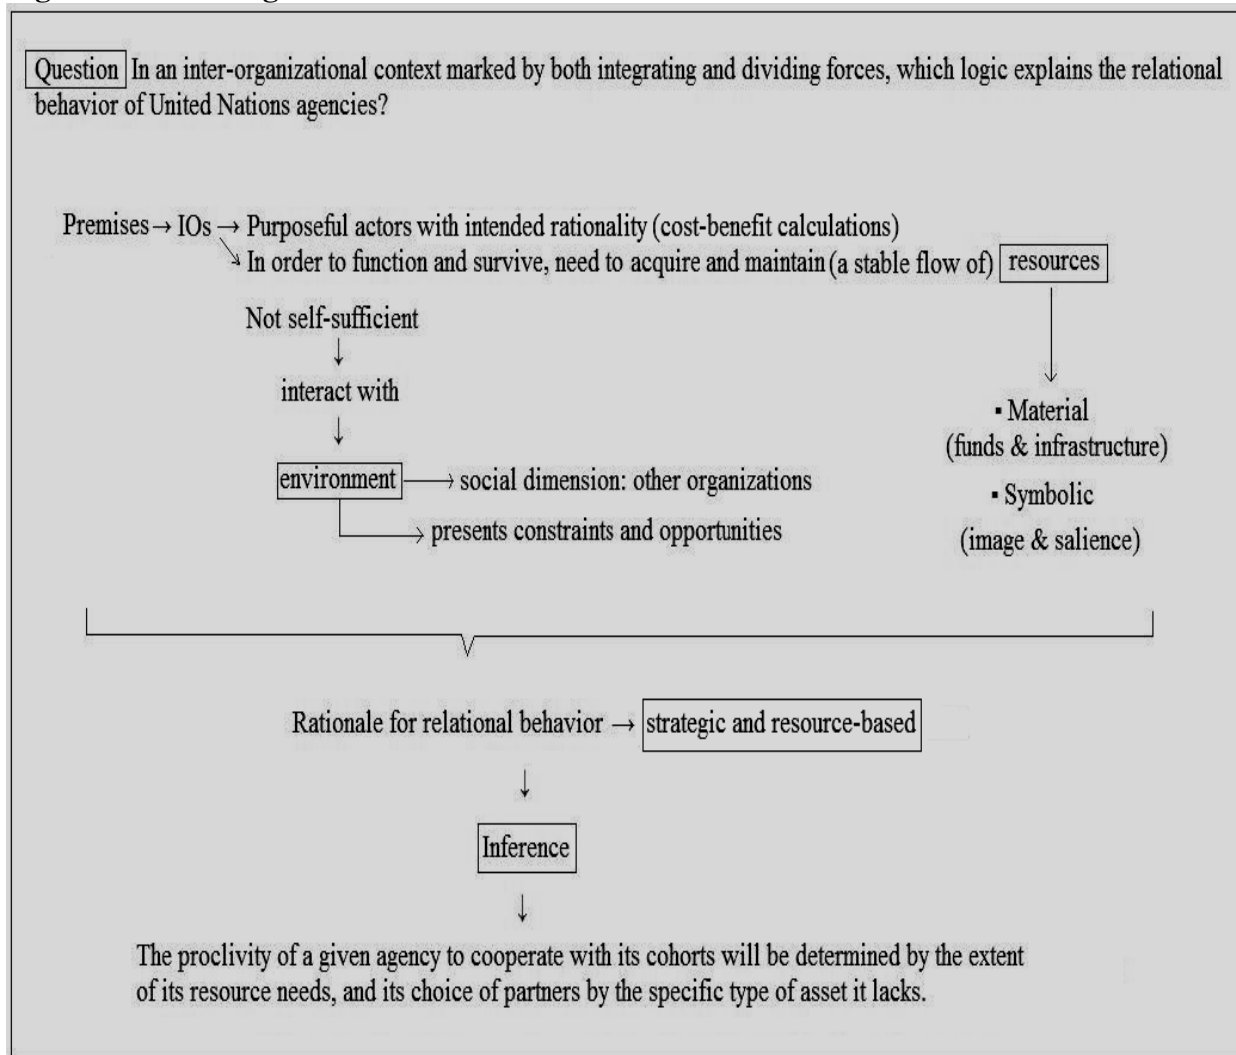 Question In an inter-organizational context marked by both integrating and dividing forces, which logic explains the relational
behavior of United Nations agencies?
Premises → IOs → Purposeful actors with intended rationality (cost-benefit calculations)
In order to function and survive, need to acquire and maintain (a stable flow of) resources
Not self-sufficient
interact with
environment → social dimension: other organizations
presents constraints and opportunities
▪ Material
(funds & infrastructure)
▪ Symbolic
(image & salience)
Rationale for relational behavior → strategic and resource-based
Inference
The proclivity of a given agency to cooperate with its cohorts will be determined by the extent
of its resource needs, and its choice of partners by the specific type of asset it lacks.